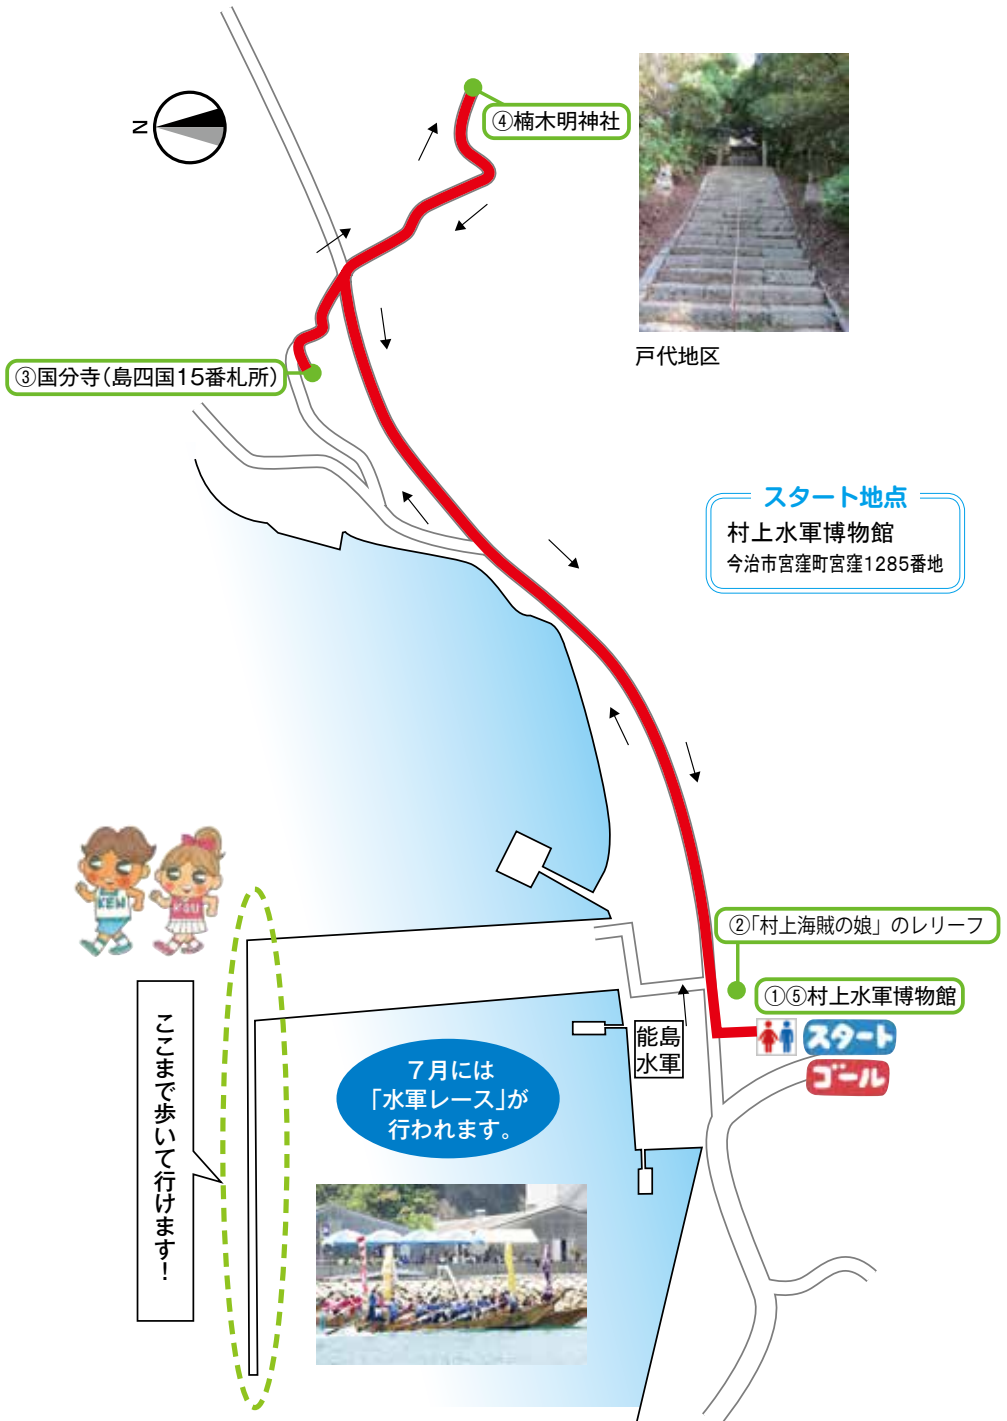 N
④楠木明神社
戸代地区
③国分寺(島四国15番札所)
スタート地点
村上水軍博物館
今治市宮窪町宮窪1285番地
KEN
KOU
②「村上海賊の娘」のレリーフ
①⑤村上水軍博物館
スタート
ゴール
能島
水軍
7月には
「水軍レース」が
行われます。
ここまで歩いて行けます！